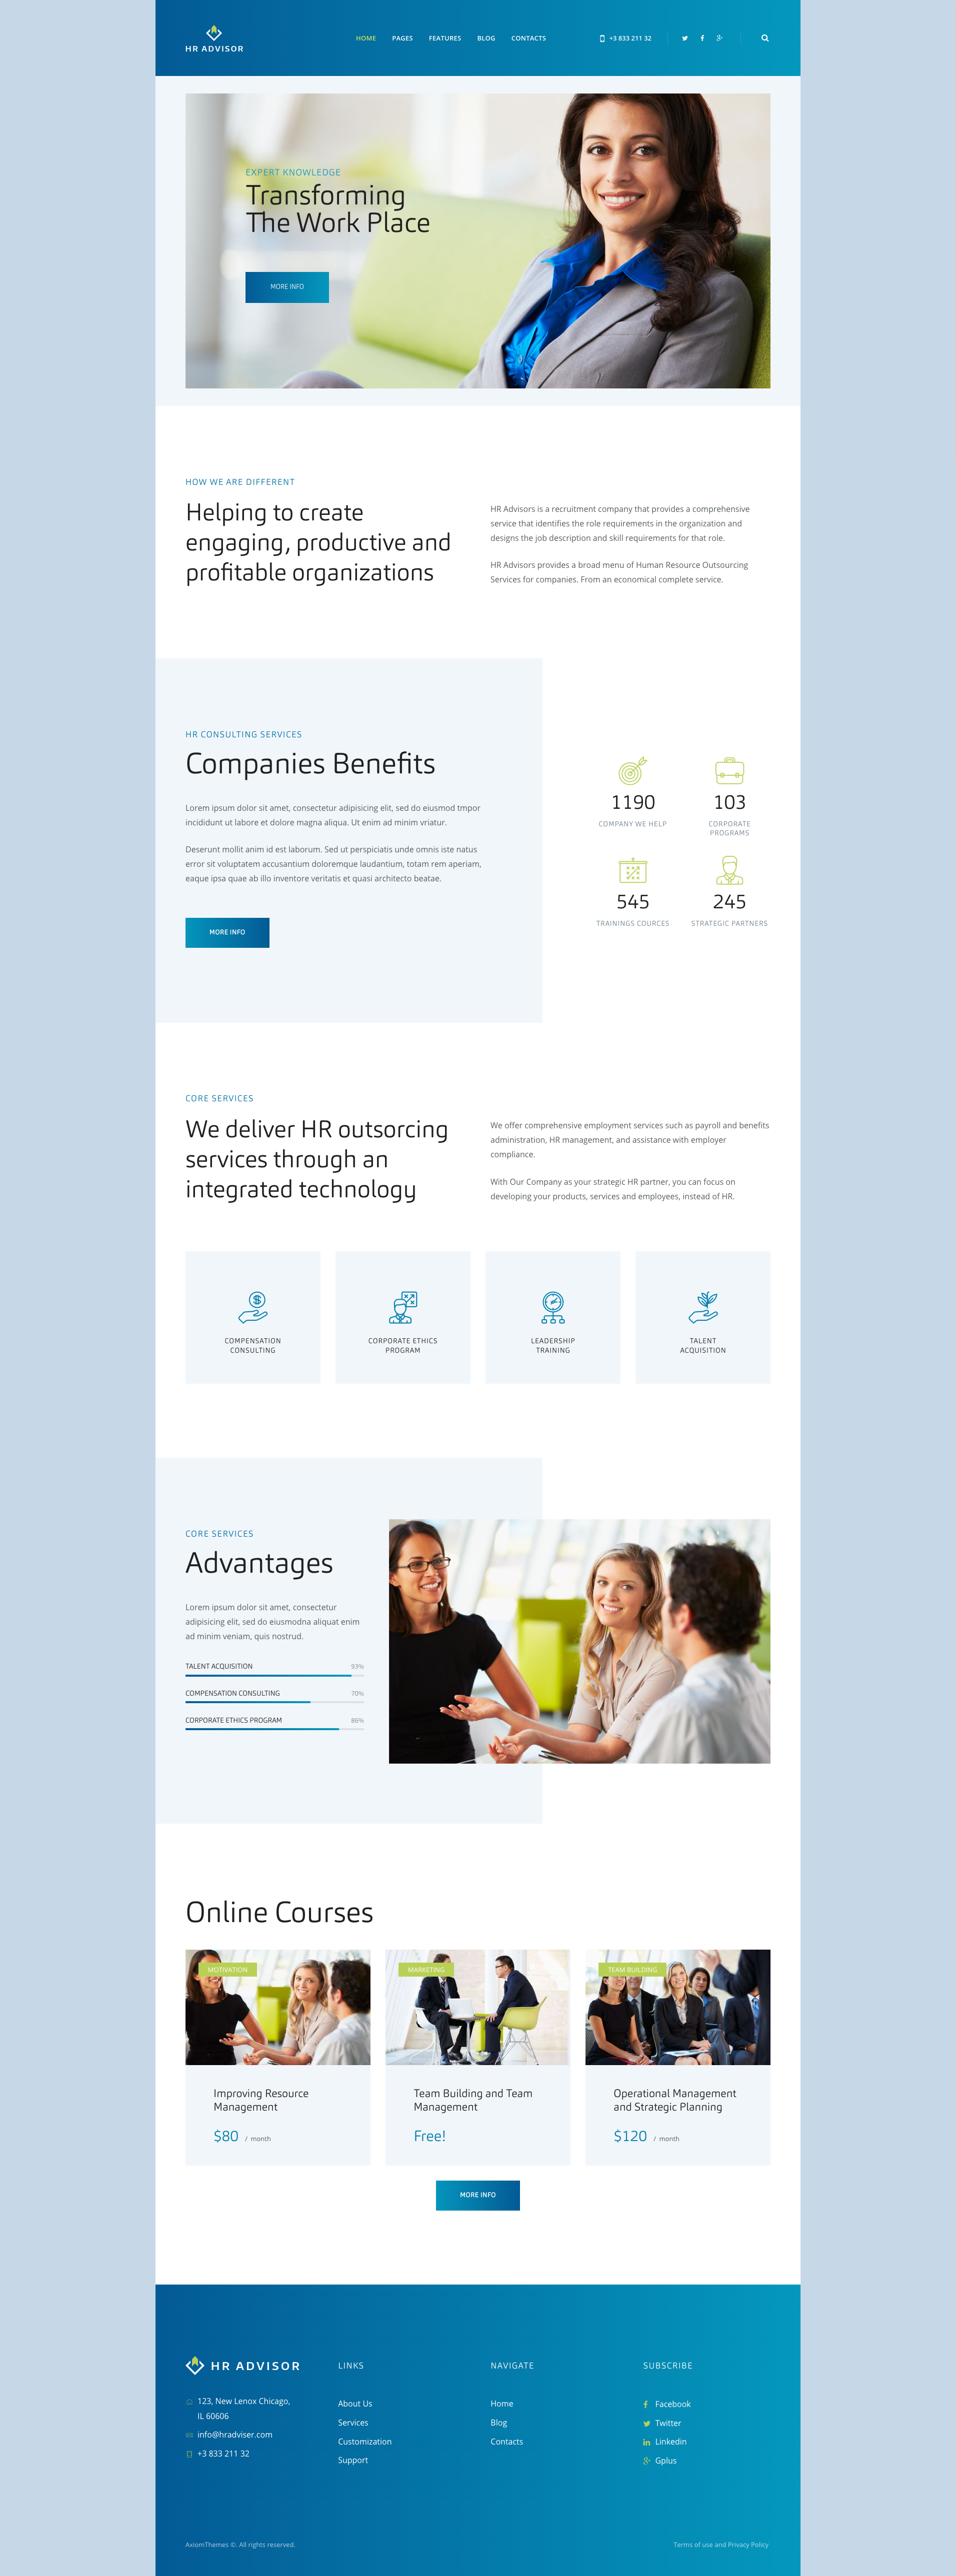 HR ADVISOR
HOME PAGES FEATURES BLOG CONTACTS +3 833 211 32
EXPERT KNOWLEDGE
Transforming
The Work Place
MORE INFO
HOW WE ARE DIFFERENT
Helping to create
engaging, productive and
profitable organizations
HR Advisors is a recruitment company that provides a comprehensive
service that identifies the role requirements in the organization and
designs the job description and skill requirements for that role.
HR Advisors provides a broad menu of Human Resource Outsourcing
Services for companies. From an economical complete service.
HR CONSULTING SERVICES
Companies Benefits
Lorem ipsum dolor sit amet, consectetur adipisicing elit, sed do eiusmod tmpor
incididunt ut labore et dolore magna aliqua. Ut enim ad minim vriatur.
Deserunt mollit anim id est laborum. Sed ut perspiciatis unde omnis iste natus
error sit voluptatem accusantium doloremque laudantium, totam rem aperiam,
eaque ipsa quae ab illo inventore veritatis et quasi architecto beatae.
MORE INFO
1190
COMPANY WE HELP
103
CORPORATE
PROGRAMS
545
TRAININGS COURCES
245
STRATEGIC PARTNERS
CORE SERVICES
We deliver HR outsorcing
services through an
integrated technology
We offer comprehensive employment services such as payroll and benefits
administration, HR management, and assistance with employer
compliance.
With Our Company as your strategic HR partner, you can focus on
developing your products, services and employees, instead of HR.
COMPENSATION
CONSULTING
CORPORATE ETHICS
PROGRAM
LEADERSHIP
TRAINING
TALENT
ACQUISITION
CORE SERVICES
Advantages
Lorem ipsum dolor sit amet, consectetur
adipisicing elit, sed do eiusmodna aliquat enim
ad minim veniam, quis nostrud.
TALENT ACQUISITION 93%
COMPENSATION CONSULTING 70%
CORPORATE ETHICS PROGRAM 86%
Online Courses
MOTIVATION
Improving Resource
Management
$80 / month
MARKETING
Team Building and Team
Management
Free!
TEAM BUILDING
Operational Management
and Strategic Planning
$120 / month
MORE INFO
HR ADVISOR
123, New Lenox Chicago,
IL 60606
info@hradviser.com
+3 833 211 32
LINKS
About Us
Services
Customization
Support
NAVIGATE
Home
Blog
Contacts
SUBSCRIBE
Facebook
Twitter
Linkedin
Gplus
AxiomThemes ©. All rights reserved.
Terms of use and Privacy Policy